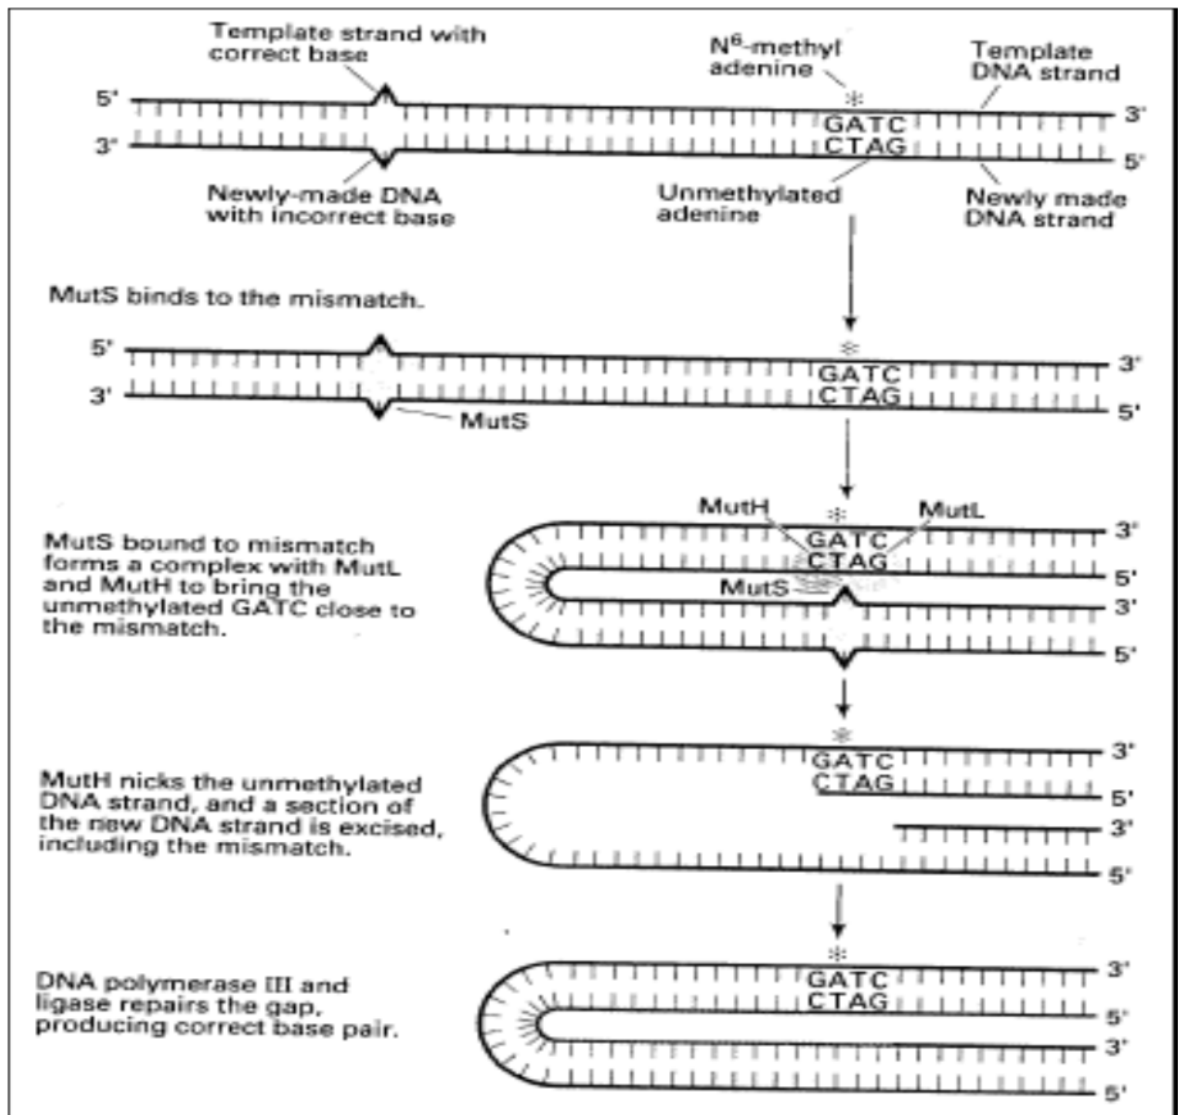 Template strand with
correct base
N⁶-methyl
adenine
Template
DNA strand
*
5'
3'
GATC
CTAG
3'
5'
Newly-made DNA
with incorrect base
Unmethylated
adenine
Newly made
DNA strand
MutS binds to the mismatch.
*
5'
3'
GATC
CTAG
3'
5'
MutS
MutS bound to mismatch
forms a complex with MutL
and MutH to bring the
unmethylated GATC close to
the mismatch.
MutH
*
MutL
GATC
CTAG
3'
5'
MutS
3'
5'
MutH nicks the unmethylated
DNA strand, and a section of
the new DNA strand is excised,
including the mismatch.
*
GATC
CTAG
3'
5'
3'
5'
DNA polymerase III and
ligase repairs the gap,
producing correct base pair.
*
GATC
CTAG
3'
5'
3'
5'